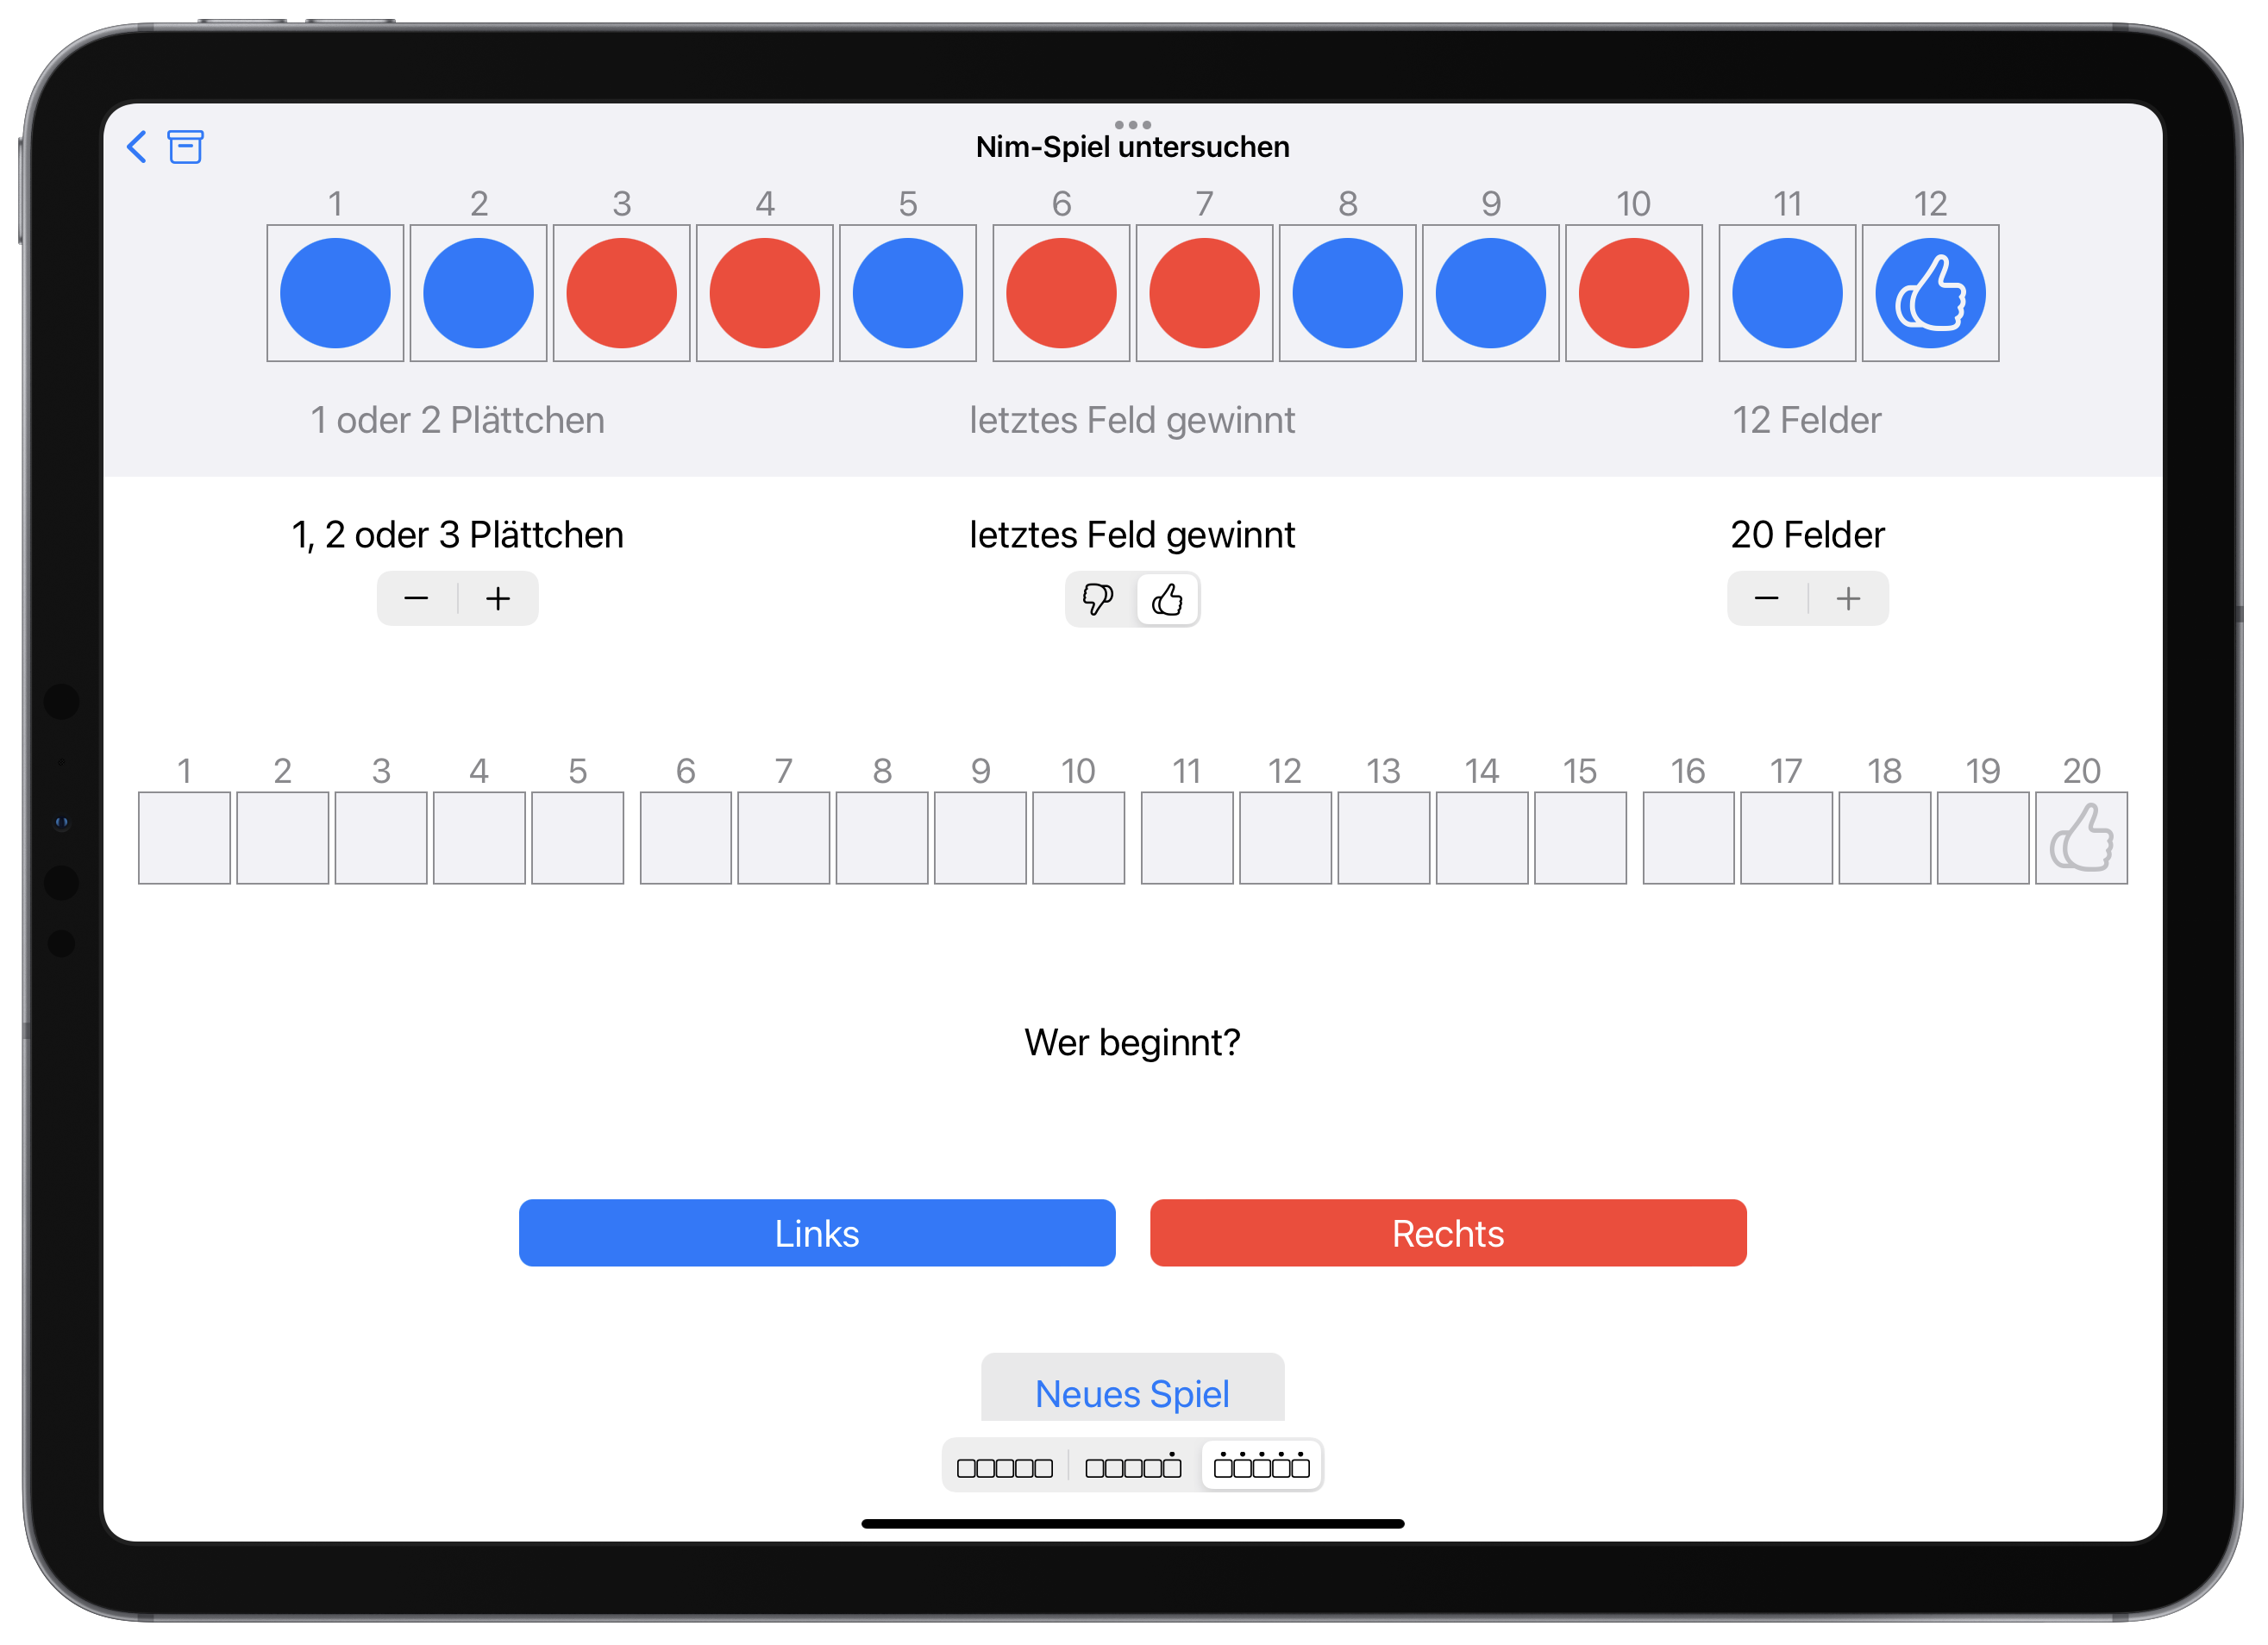 Nim-Spiel untersuchen
1 2 3 4 5 6 7 8 9 10 11 12
1 oder 2 Plättchen letztes Feld gewinnt 12 Felder
1, 2 oder 3 Plättchen letztes Feld gewinnt 20 Felder
− +
− +
1 2 3 4 5 6 7 8 9 10 11 12 13 14 15 16 17 18 19 20
Wer beginnt?
Links Rechts
Neues Spiel